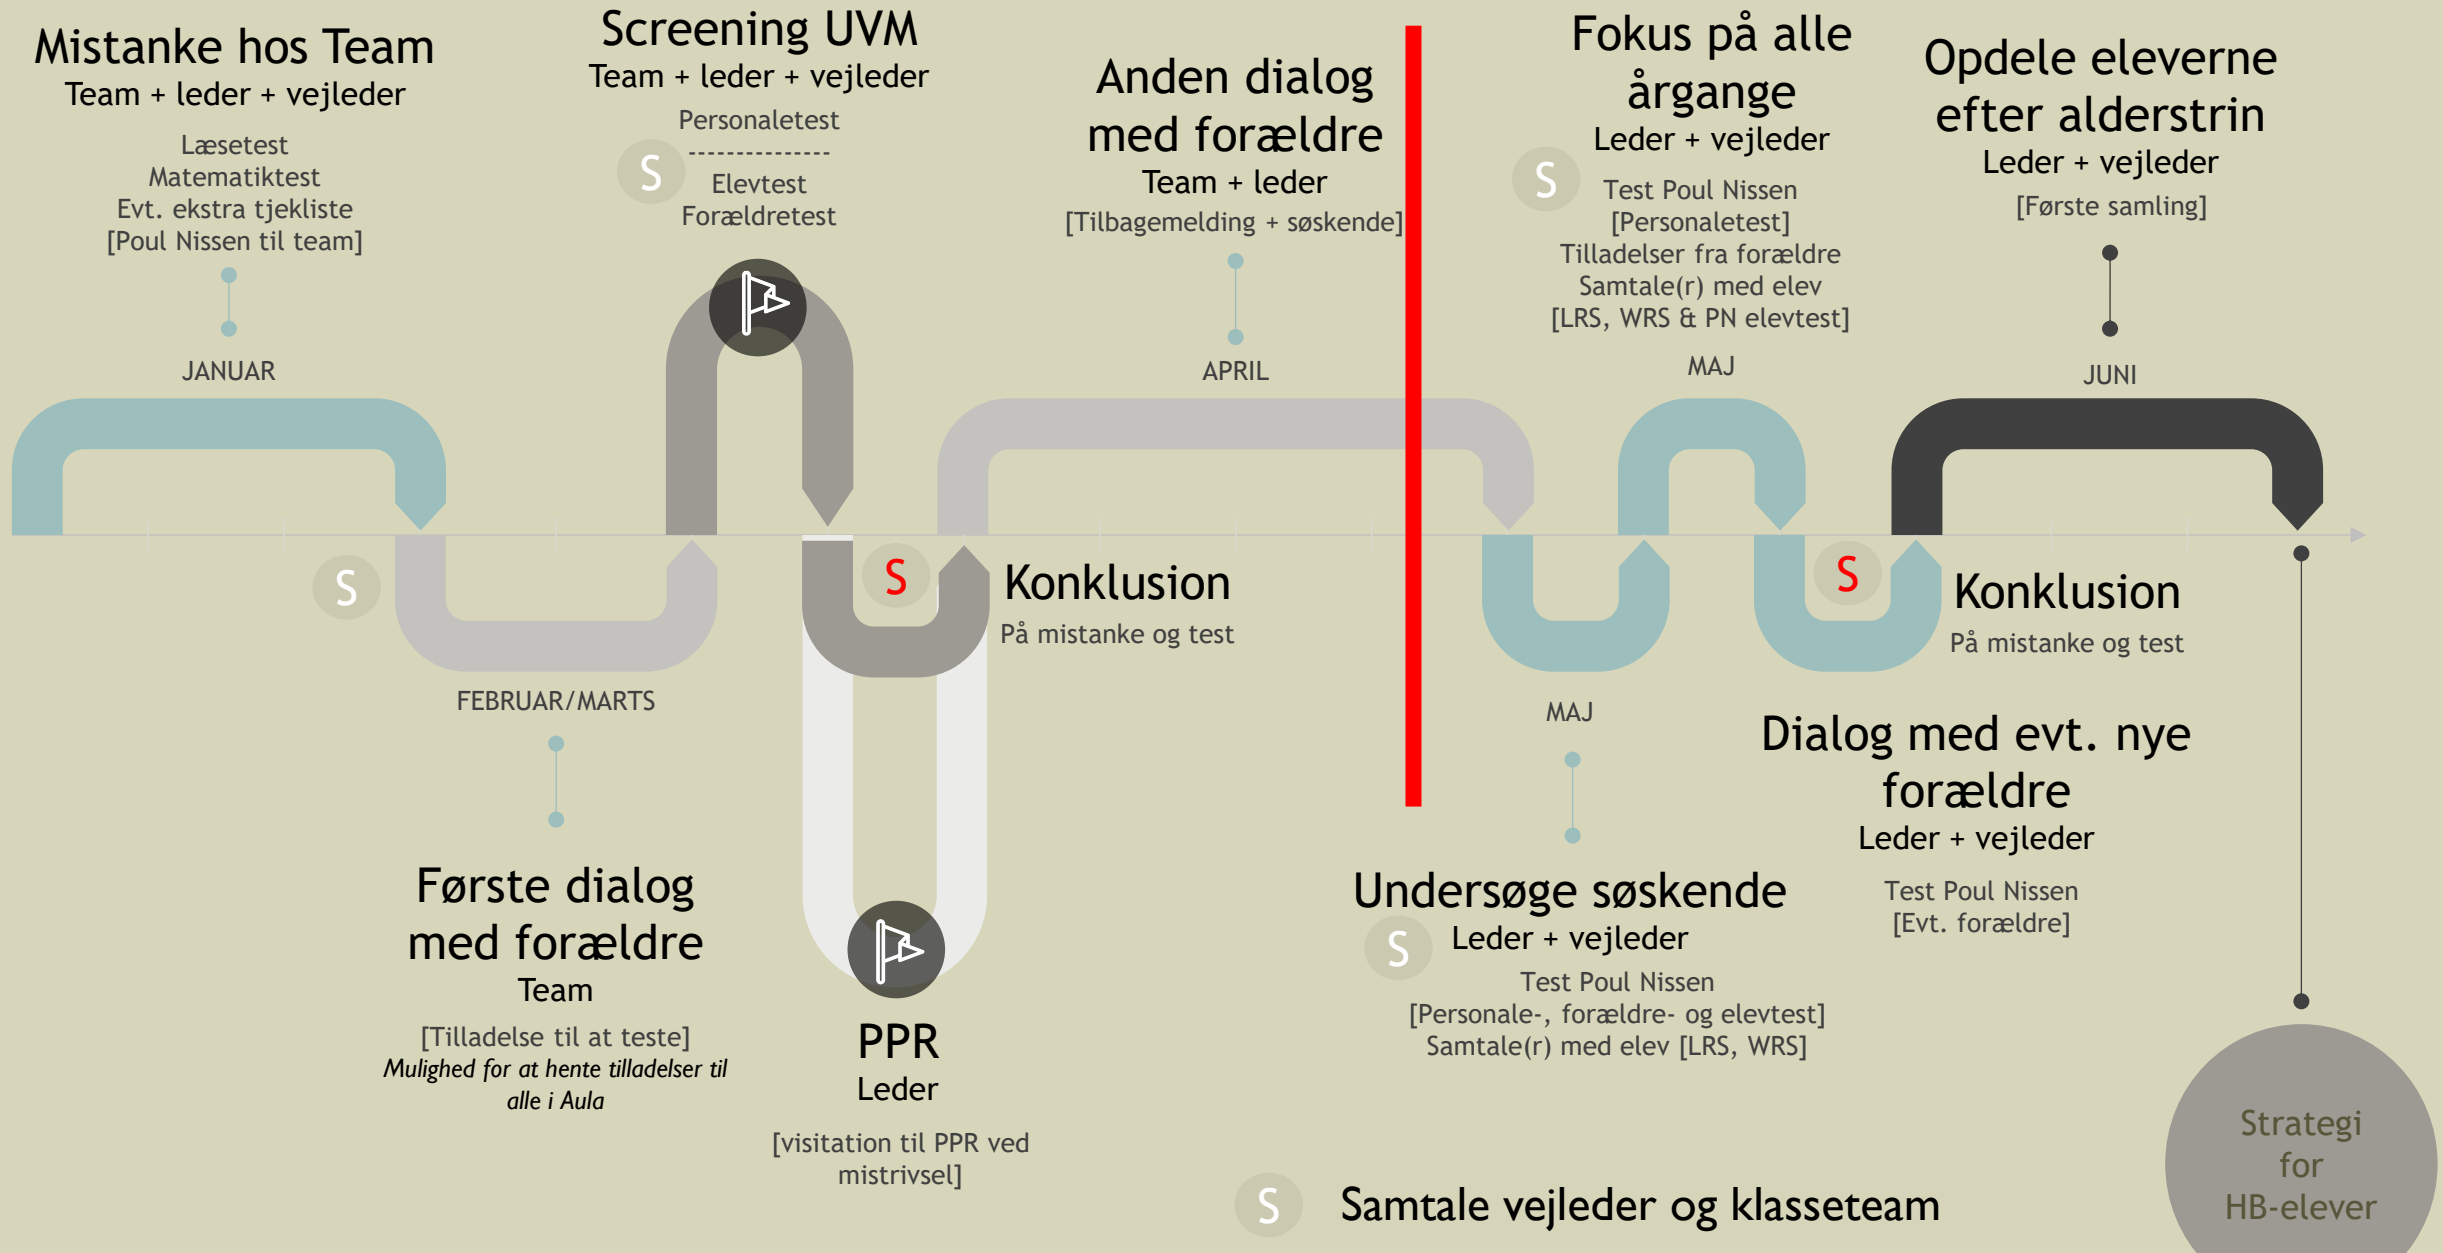 Mistanke hos Team
Team + leder + vejleder
Læsetest
Matematiktest
Evt. ekstra tjekliste
[Poul Nissen til team]
JANUAR
S
FEBRUAR/MARTS
Første dialog
med forældre
Team
[Tilladelse til at teste]
Mulighed for at hente tilladelser til
alle i Aula
Screening UVM
Team + leder + vejleder
Personaletest
---------------
S
Elevtest
Forældretest
S
Konklusion
På mistanke og test
PPR
Leder
[visitation til PPR ved
mistrivsel]
Anden dialog
med forældre
Team + leder
[Tilbagemelding + søskende]
APRIL
MAJ
Undersøge søskende
S
Leder + vejleder
Test Poul Nissen
[Personale-, forældre- og elevtest]
Samtale(r) med elev [LRS, WRS]
Fokus på alle
årgange
Leder + vejleder
S
Test Poul Nissen
[Personaletest]
Tilladelser fra forældre
Samtale(r) med elev
[LRS, WRS & PN elevtest]
MAJ
S
Konklusion
På mistanke og test
Dialog med evt. nye
forældre
Leder + vejleder
Test Poul Nissen
[Evt. forældre]
Opdele eleverne
efter alderstrin
Leder + vejleder
[Første samling]
JUNI
Strategi
for
HB-elever
S
Samtale vejleder og klasseteam